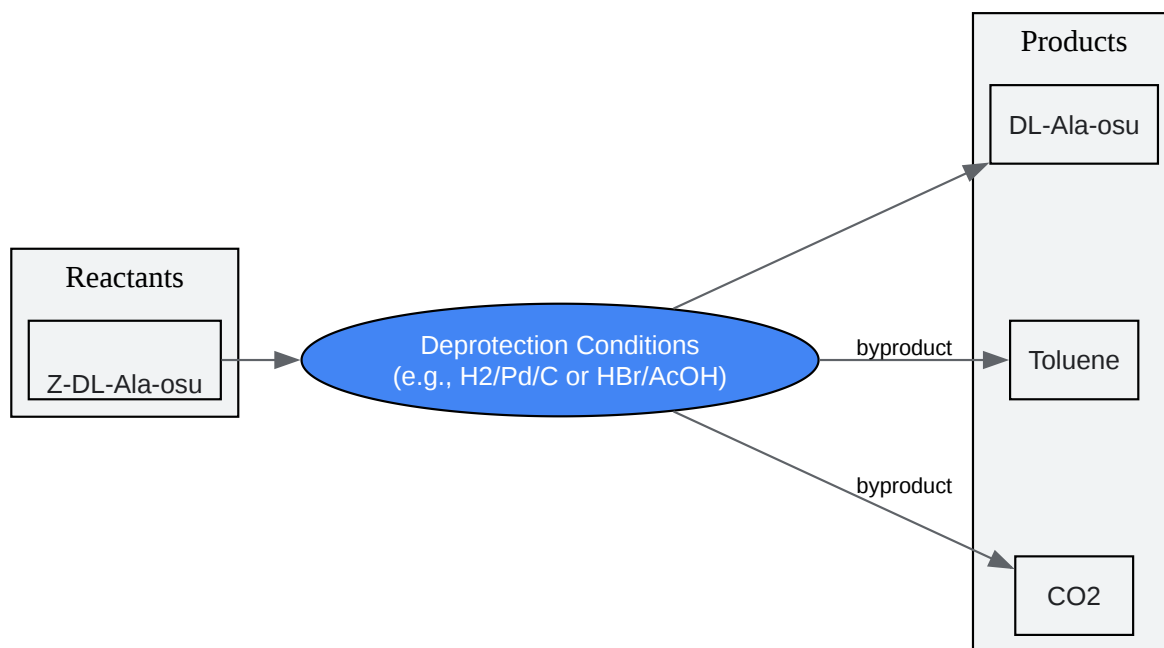 Products
DL-Ala-osu
Reactants
Z-DL-Ala-osu
Deprotection Conditions
(e.g., H2/Pd/C or HBr/AcOH)
byproduct
Toluene
byproduct
CO2